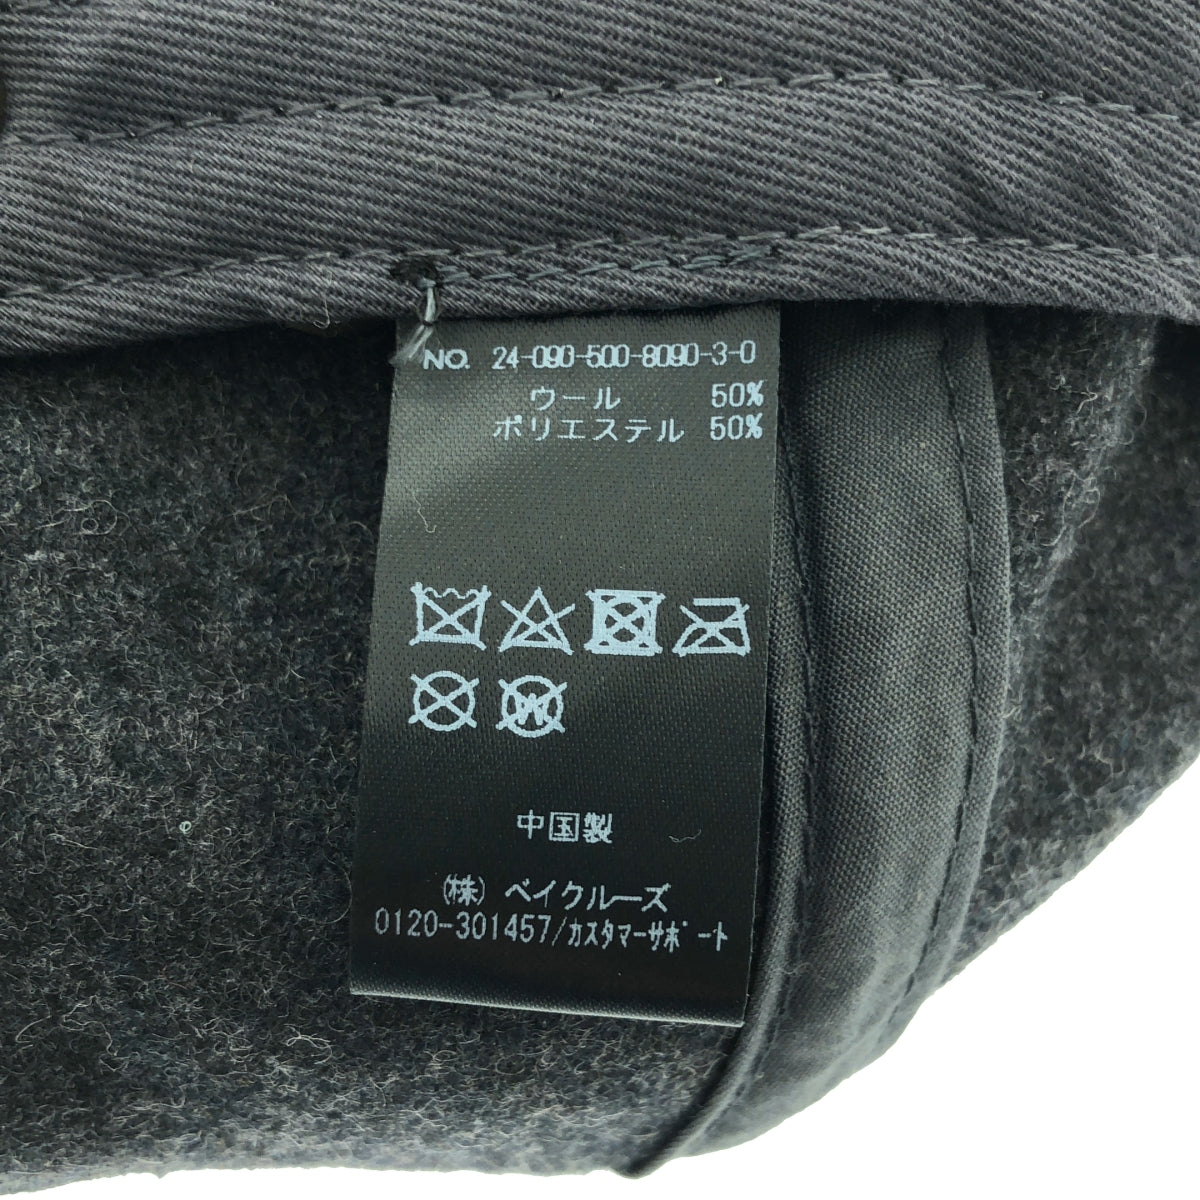 NO. 24-090-500-8090-3-0
ウール 50%
ポリエステル 50%
W
中国製
(株) ベイクルーズ
0120-301457/カスタマーサポート